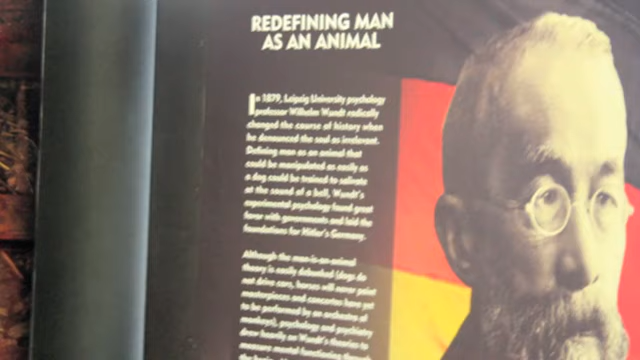 REDEFINING MAN
AS AN ANIMAL
In 1879, Leipzig University psychology
professor Wilhelm Wundt radically
changed the course of history when
he denounced the soul as irrelevant.
Defining man as an animal that
could be manipulated as easily as
a dog could be trained to salivate
at the sound of a bell, Wundt's
experimental psychology found great
favor with governments and laid the
foundations for Hitler's Germany.
Although the man-is-an-animal
theory is easily debunked (dogs do
not drive cars, horses will never paint
masterpieces and concertos have yet
to be performed by an orchestra of
monkeys), psychology and psychiatry
drew heavily on Wundt's theories to